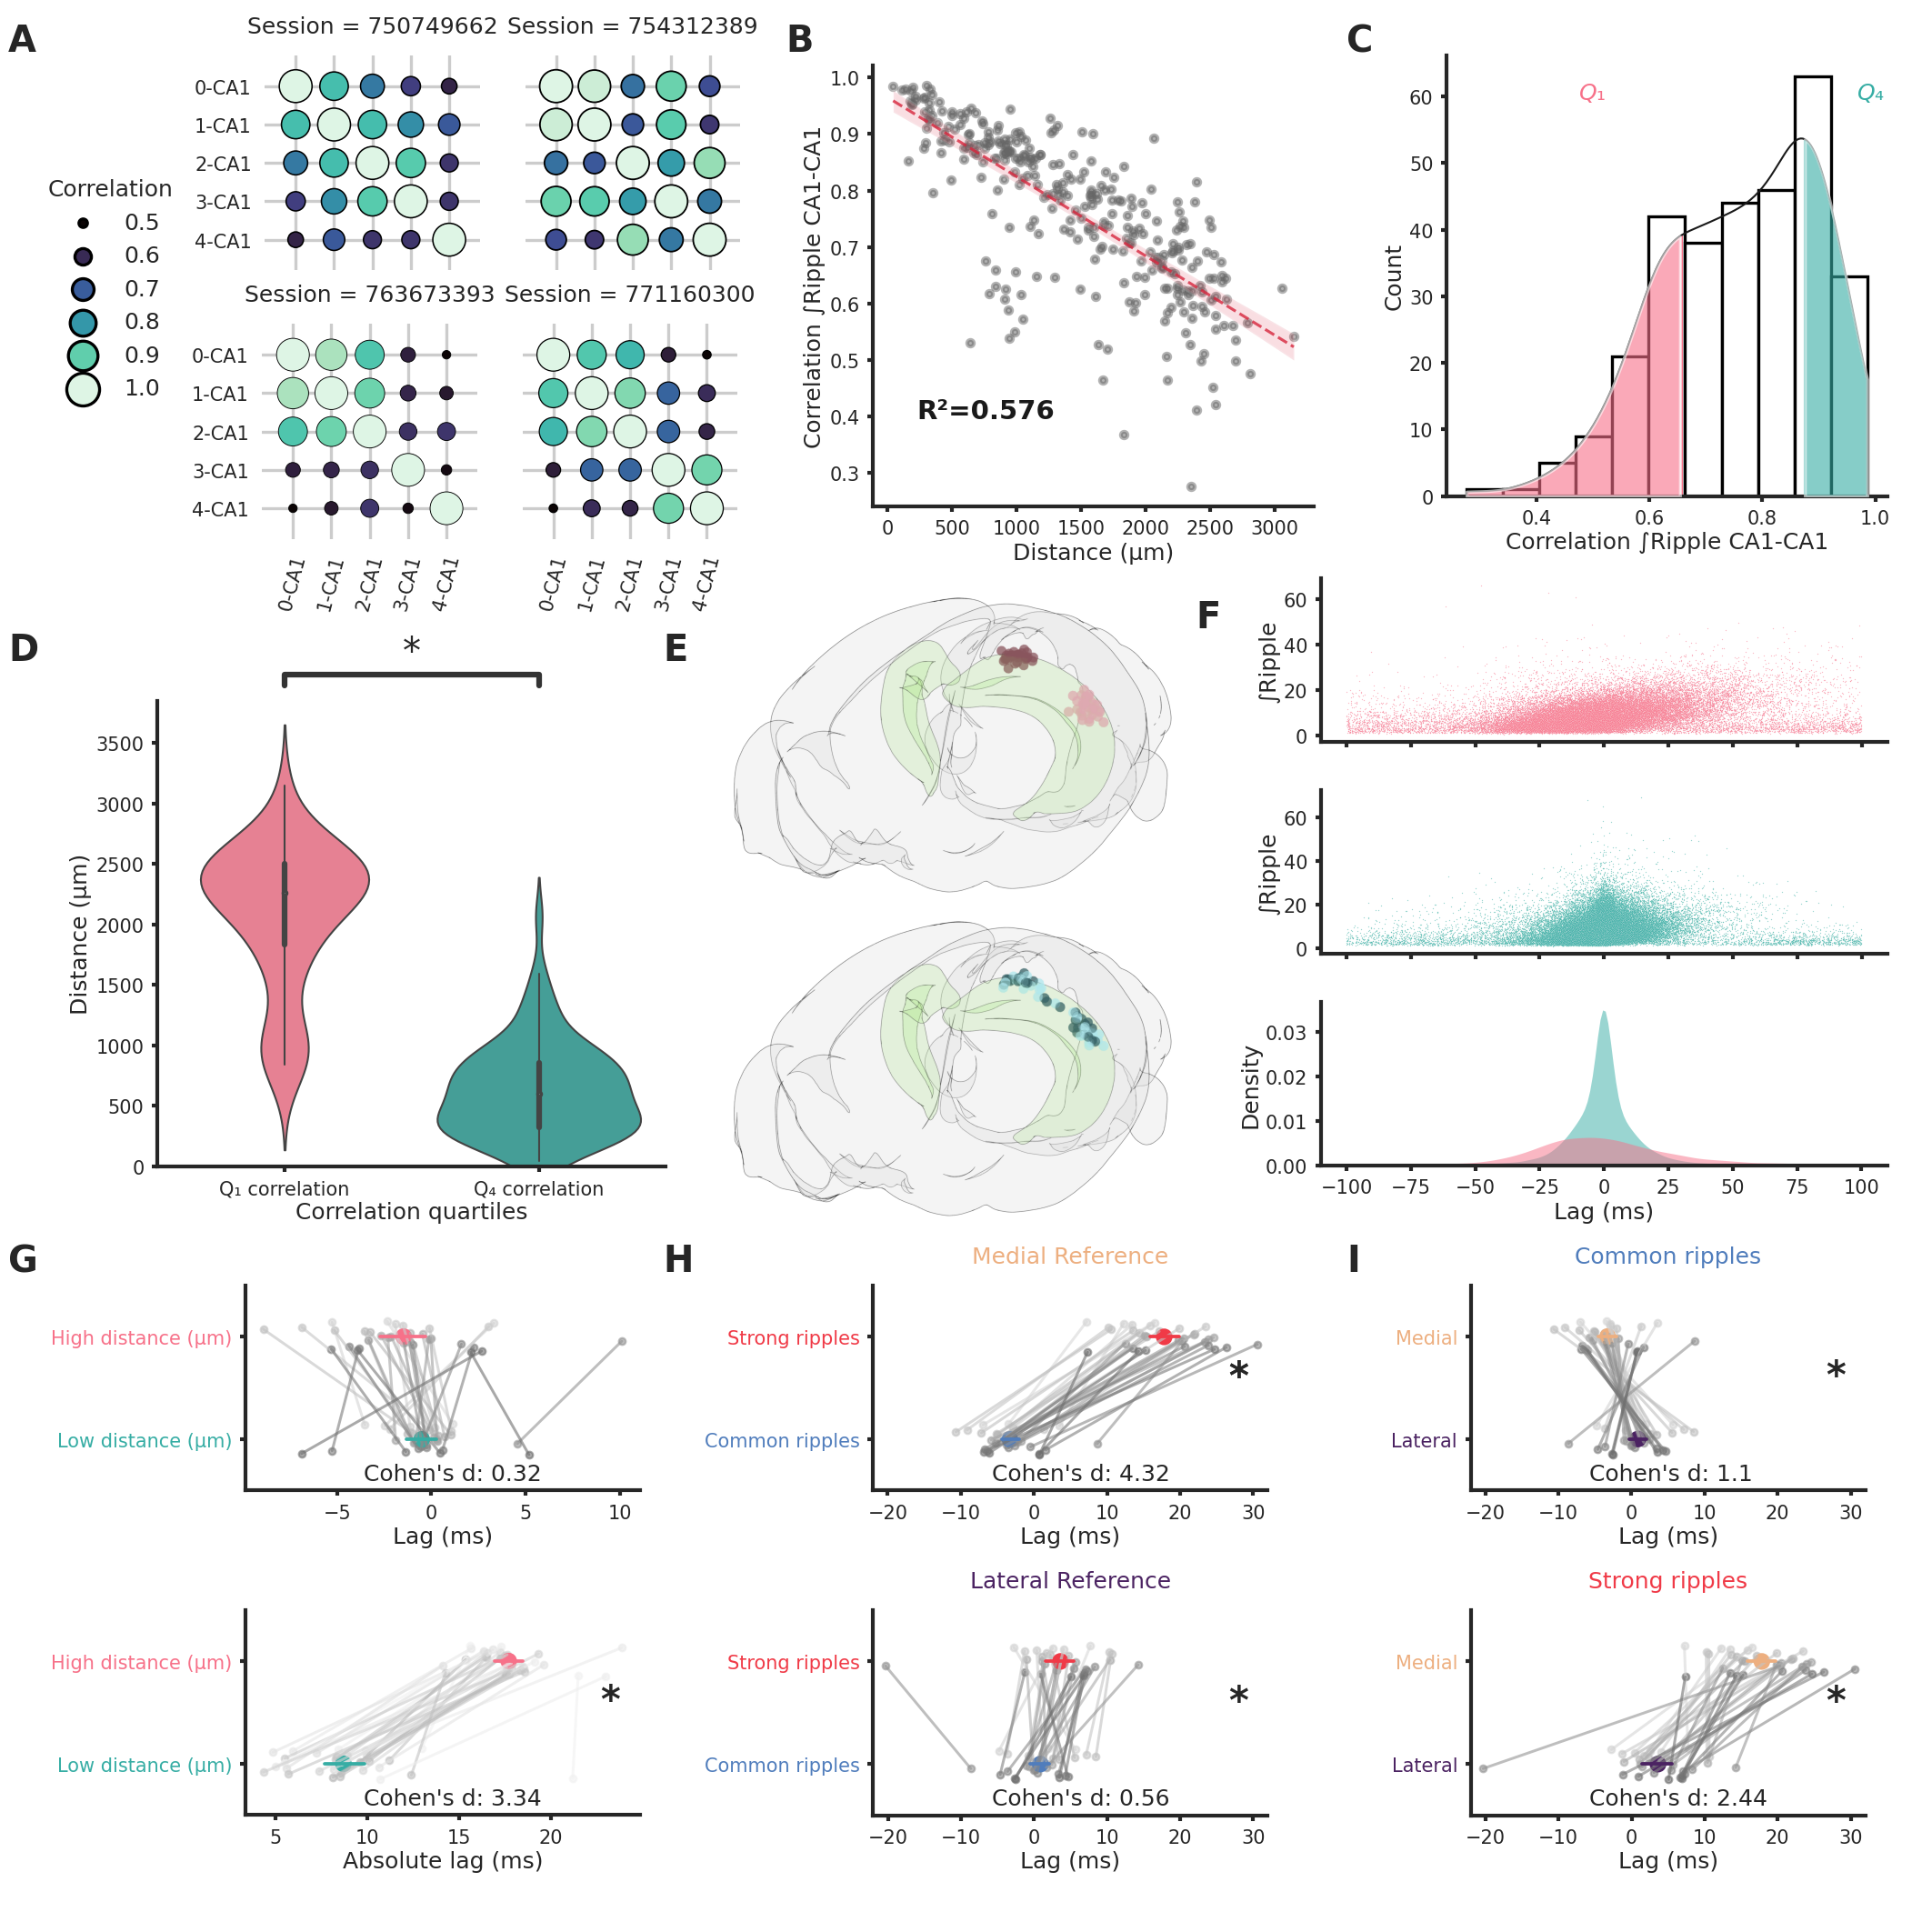 A
Session = 750749662
Session = 754312389
0-CA1
1-CA1
2-CA1
3-CA1
4-CA1
Correlation
0.5
0.6
0.7
0.8
0.9
1.0
Session = 763673393
Session = 771160300
0-CA1
1-CA1
2-CA1
3-CA1
4-CA1
0-CA1
1-CA1
2-CA1
3-CA1
4-CA1
0-CA1
1-CA1
2-CA1
3-CA1
4-CA1
B
Correlation ∫Ripple CA1-CA1
1.0
0.9
0.8
0.7
0.6
0.5
0.4
0.3
R²=0.576
0 500 1000 1500 2000 2500 3000
Distance (µm)
C
Q₁
Q₄
Count
60
50
40
30
20
10
0
0.4 0.6 0.8 1.0
Correlation ∫Ripple CA1-CA1
D
*
Distance (µm)
3500
3000
2500
2000
1500
1000
500
0
Q₁ correlation
Q₄ correlation
Correlation quartiles
E
F
∫Ripple
60
40
20
0
∫Ripple
60
40
20
0
Density
0.03
0.02
0.01
0.00
−100 −75 −50 −25 0 25 50 75 100
Lag (ms)
G
High distance (µm)
Low distance (µm)
Cohen's d: 0.32
−5 0 5 10
Lag (ms)
High distance (µm)
*
Low distance (µm)
Cohen's d: 3.34
5 10 15 20
Absolute lag (ms)
H
Medial Reference
Strong ripples
*
Common ripples
Cohen's d: 4.32
−20 −10 0 10 20 30
Lag (ms)
Lateral Reference
Strong ripples
*
Common ripples
Cohen's d: 0.56
−20 −10 0 10 20 30
Lag (ms)
I
Common ripples
Medial
*
Lateral
Cohen's d: 1.1
−20 −10 0 10 20 30
Lag (ms)
Strong ripples
Medial
*
Lateral
Cohen's d: 2.44
−20 −10 0 10 20 30
Lag (ms)